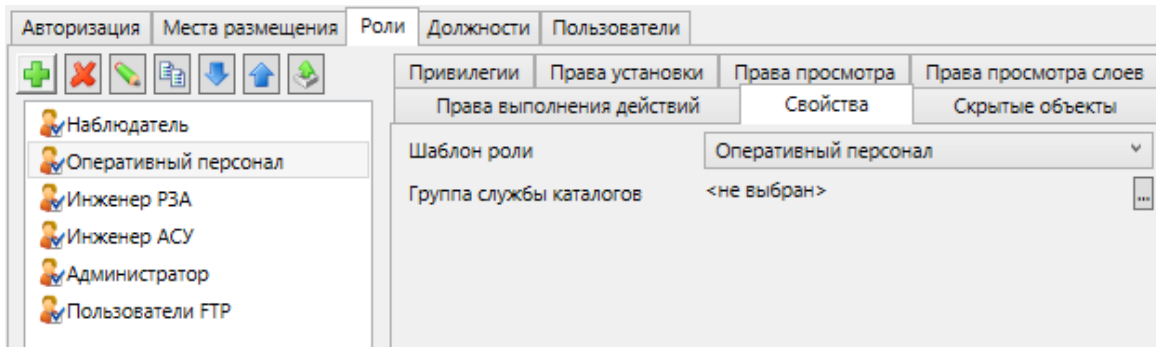 Авторизация Места размещения Роли Должности Пользователи
Привилегии Права установки Права просмотра Права просмотра слоев
Права выполнения действий Свойства Скрытые объекты
Наблюдатель
Оперативный персонал
Инженер РЗА
Инженер АСУ
Администратор
Пользователи FTP
Шаблон роли Оперативный персонал
Группа службы каталогов <не выбран> ...